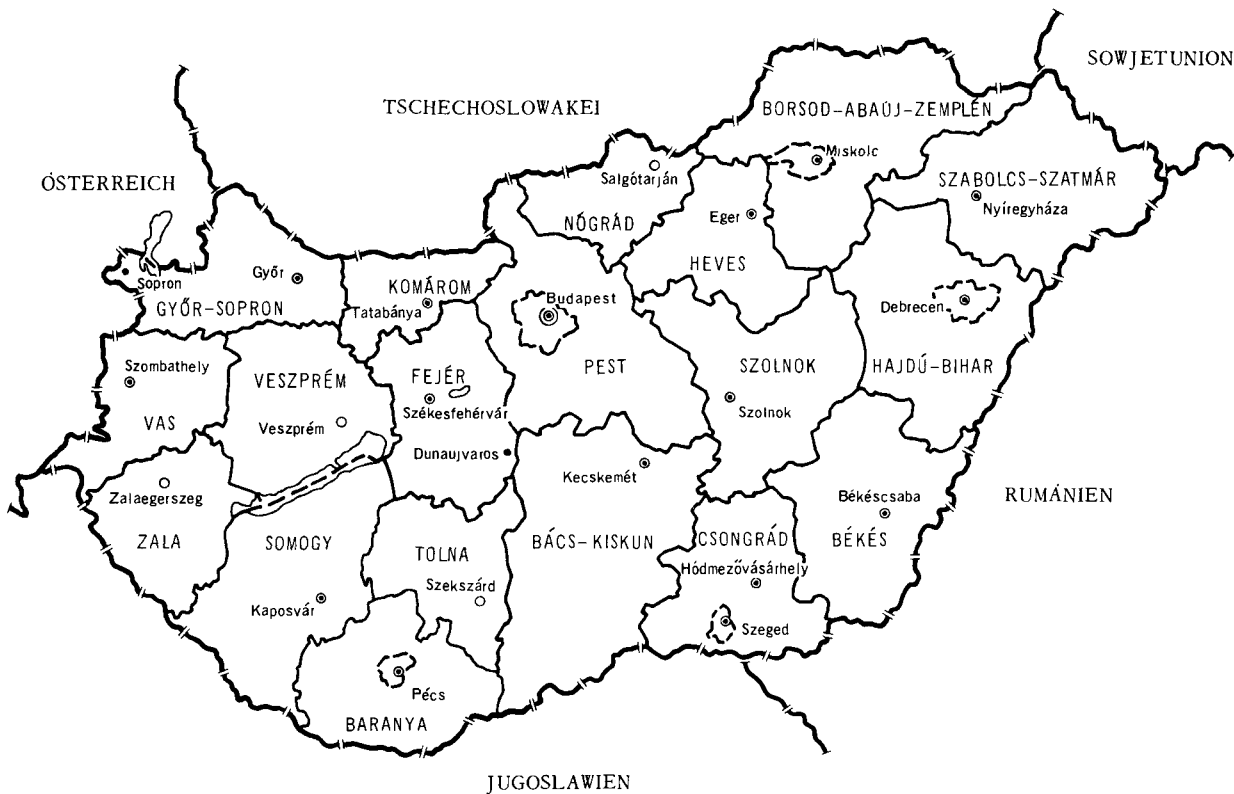 SOWJETUNION
TSCHECHOSLOWAKEI
BORSOD-ABAÚJ-ZEMPLÉN
Miskolc
Salgótarján
SZABOLCS-SZATMÁR
Nyíregyháza
ÖSTERREICH
NÓGRÁD
Eger
HEVES
Sopron
Győr
GYŐR-SOPRON
KOMÁROM
Tatabánya
Budapest
PEST
Debrecen
HAJDÚ-BIHAR
Szombathely
VAS
VESZPRÉM
Veszprém
FEJÉR
Székesfehérvár
Dunaujvaros
SZOLNOK
Szolnok
Kecskemét
BÁCS-KISKUN
Zalaegerszeg
ZALA
SOMOGY
Kaposvár
TOLNA
Szekszárd
CSONGRÁD
Hódmezővásárhely
Szeged
Békéscsaba
BÉKÉS
RUMÄNIEN
Pécs
BARANYA
JUGOSLAWIEN